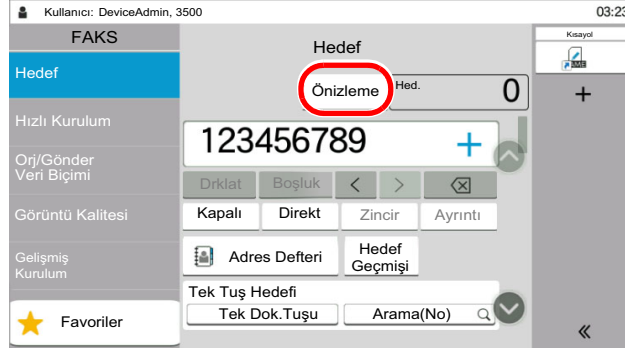 Kullanıcı: DeviceAdmin, 3500
03:23
FAKS
Hedef
Hızlı Kurulum
Orj/Gönder
Veri Biçimi
Görüntü Kalitesi
Gelişmiş
Kurulum
Favoriler
Hedef
Önizleme
Hed.
0
123456789
+
Drklat
Boşluk
<
>
Kapalı
Direkt
Zincir
Ayrıntı
Adres Defteri
Hedef
Geçmişi
Tek Tuş Hedefi
Tek Dok.Tuşu
Arama(No)
Kısayol
+
«